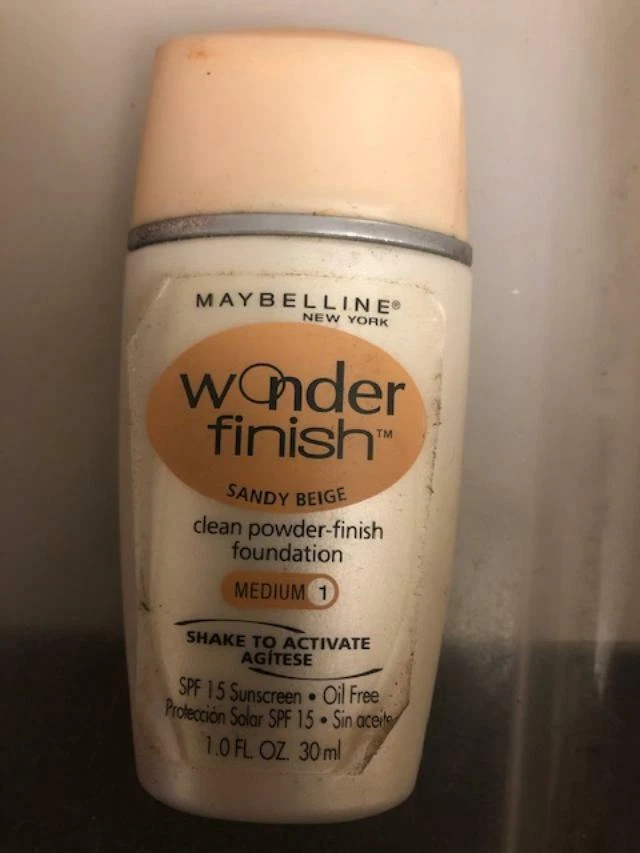 MAYBELLINE®
NEW YORK
wonder
finish™
SANDY BEIGE
clean powder-finish
foundation
MEDIUM 1
SHAKE TO ACTIVATE
AGÍTESE
SPF 15 Sunscreen • Oil Free
Protección Solar SPF 15 • Sin aceite
1.0 FL. OZ. 30 ml